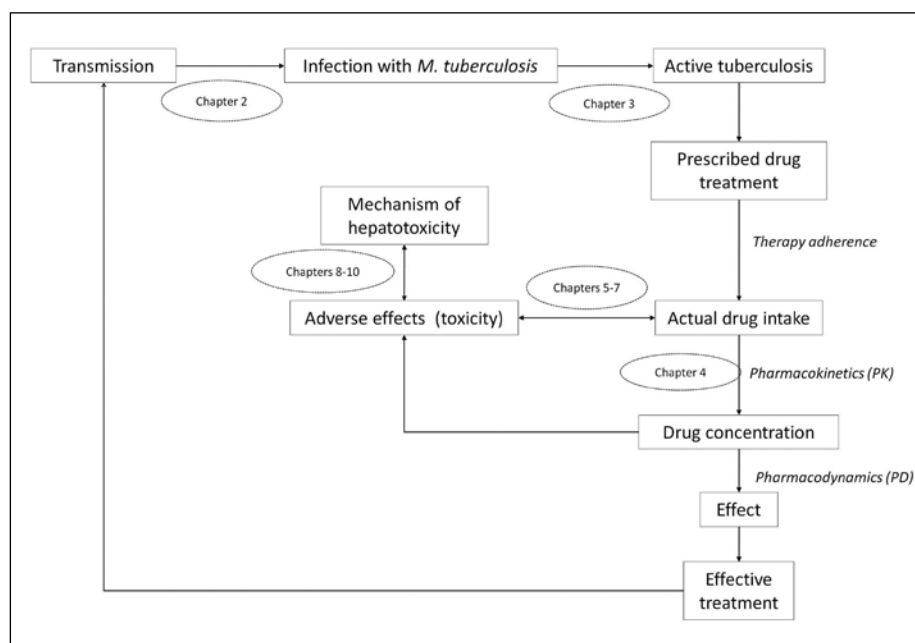 Transmission
Infection with M. tuberculosis
Active tuberculosis
Chapter 2
Chapter 3
Prescribed drug
treatment
Mechanism of
hepatotoxicity
Therapy adherence
Chapters 8-10
Chapters 5-7
Adverse effects (toxicity)
Actual drug intake
Chapter 4
Pharmacokinetics (PK)
Drug concentration
Pharmacodynamics (PD)
Effect
Effective
treatment